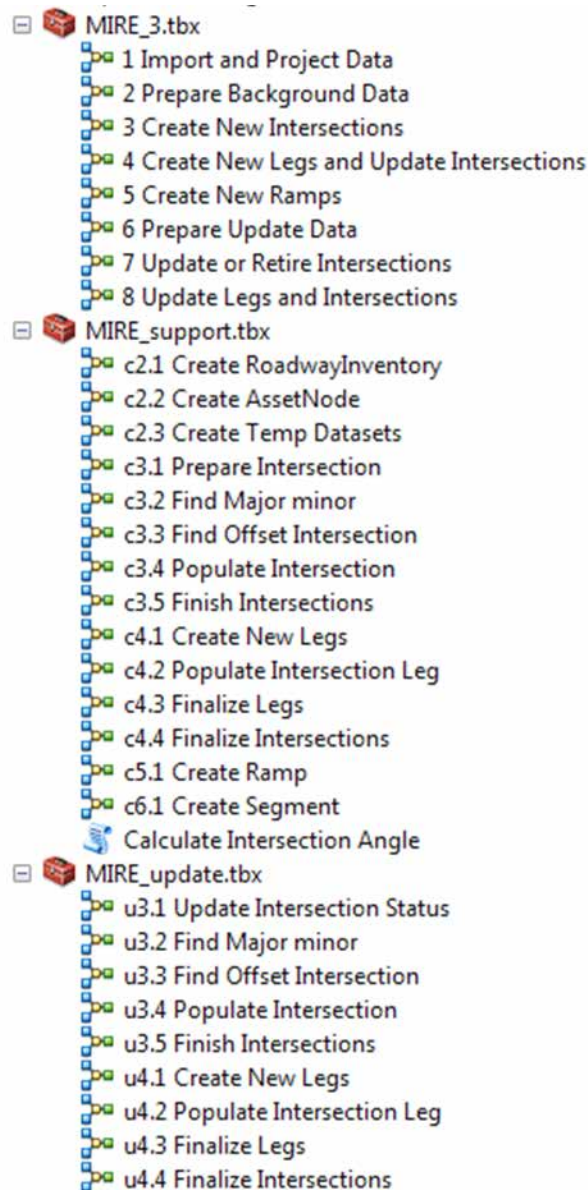 MIRE_3.tbx
1 Import and Project Data
2 Prepare Background Data
3 Create New Intersections
4 Create New Legs and Update Intersections
5 Create New Ramps
6 Prepare Update Data
7 Update or Retire Intersections
8 Update Legs and Intersections
MIRE_support.tbx
c2.1 Create RoadwayInventory
c2.2 Create AssetNode
c2.3 Create Temp Datasets
c3.1 Prepare Intersection
c3.2 Find Major minor
c3.3 Find Offset Intersection
c3.4 Populate Intersection
c3.5 Finish Intersections
c4.1 Create New Legs
c4.2 Populate Intersection Leg
c4.3 Finalize Legs
c4.4 Finalize Intersections
c5.1 Create Ramp
c6.1 Create Segment
Calculate Intersection Angle
MIRE_update.tbx
u3.1 Update Intersection Status
u3.2 Find Major minor
u3.3 Find Offset Intersection
u3.4 Populate Intersection
u3.5 Finish Intersections
u4.1 Create New Legs
u4.2 Populate Intersection Leg
u4.3 Finalize Legs
u4.4 Finalize Intersections